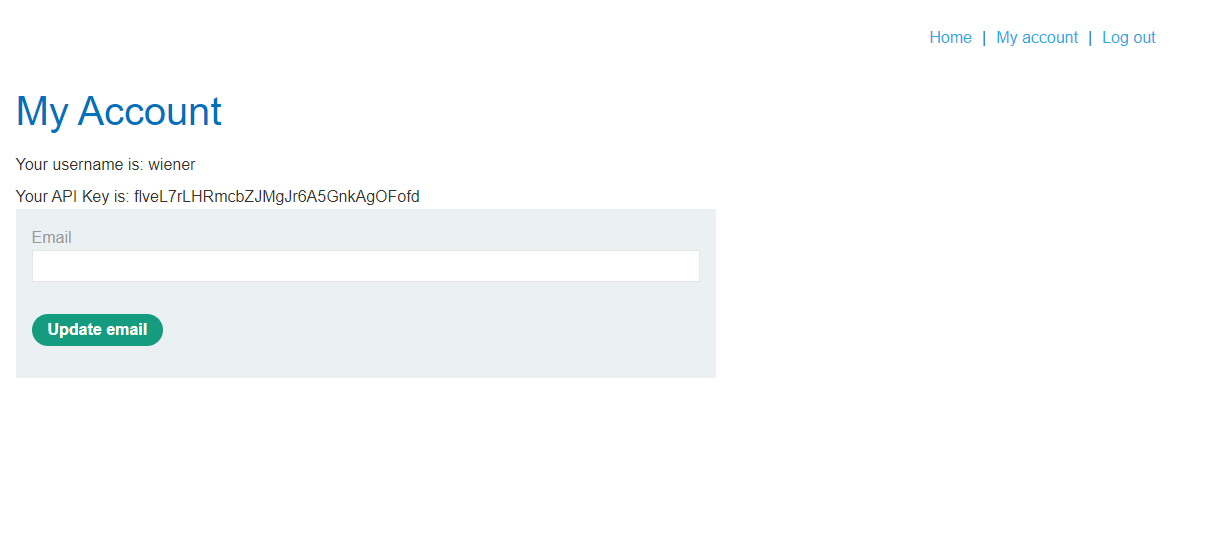 Home | My account | Log out
My Account
Your username is: wiener
Your API Key is: flveL7rLHRmcbZJMgJr6A5GnkAgOFofd
Email
Update email